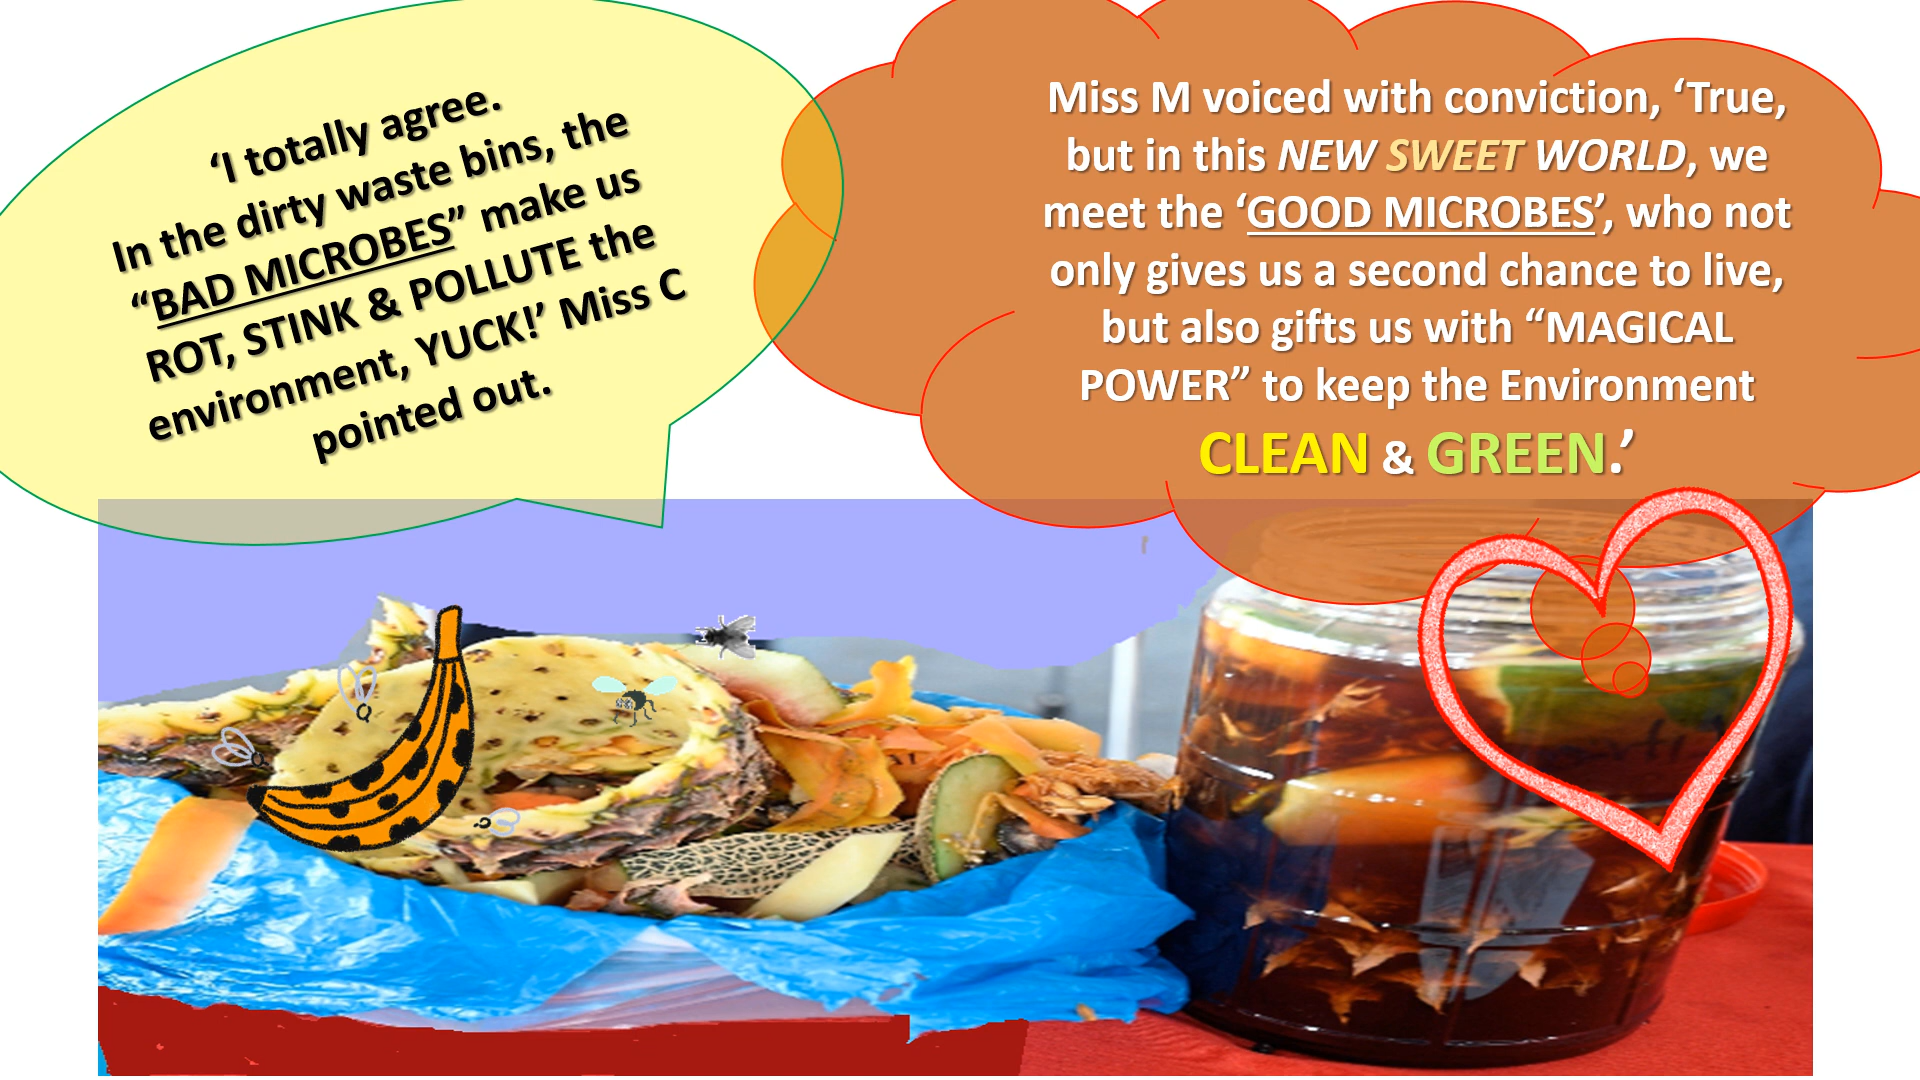 ‘I totally agree.
In the dirty waste bins, the
“BAD MICROBES” make us
ROT, STINK & POLLUTE the
environment, YUCK!’ Miss C
pointed out.
Miss M voiced with conviction, ‘True,
but in this NEW SWEET WORLD, we
meet the ‘GOOD MICROBES’, who not
only gives us a second chance to live,
but also gifts us with “MAGICAL
POWER” to keep the Environment
CLEAN & GREEN.’